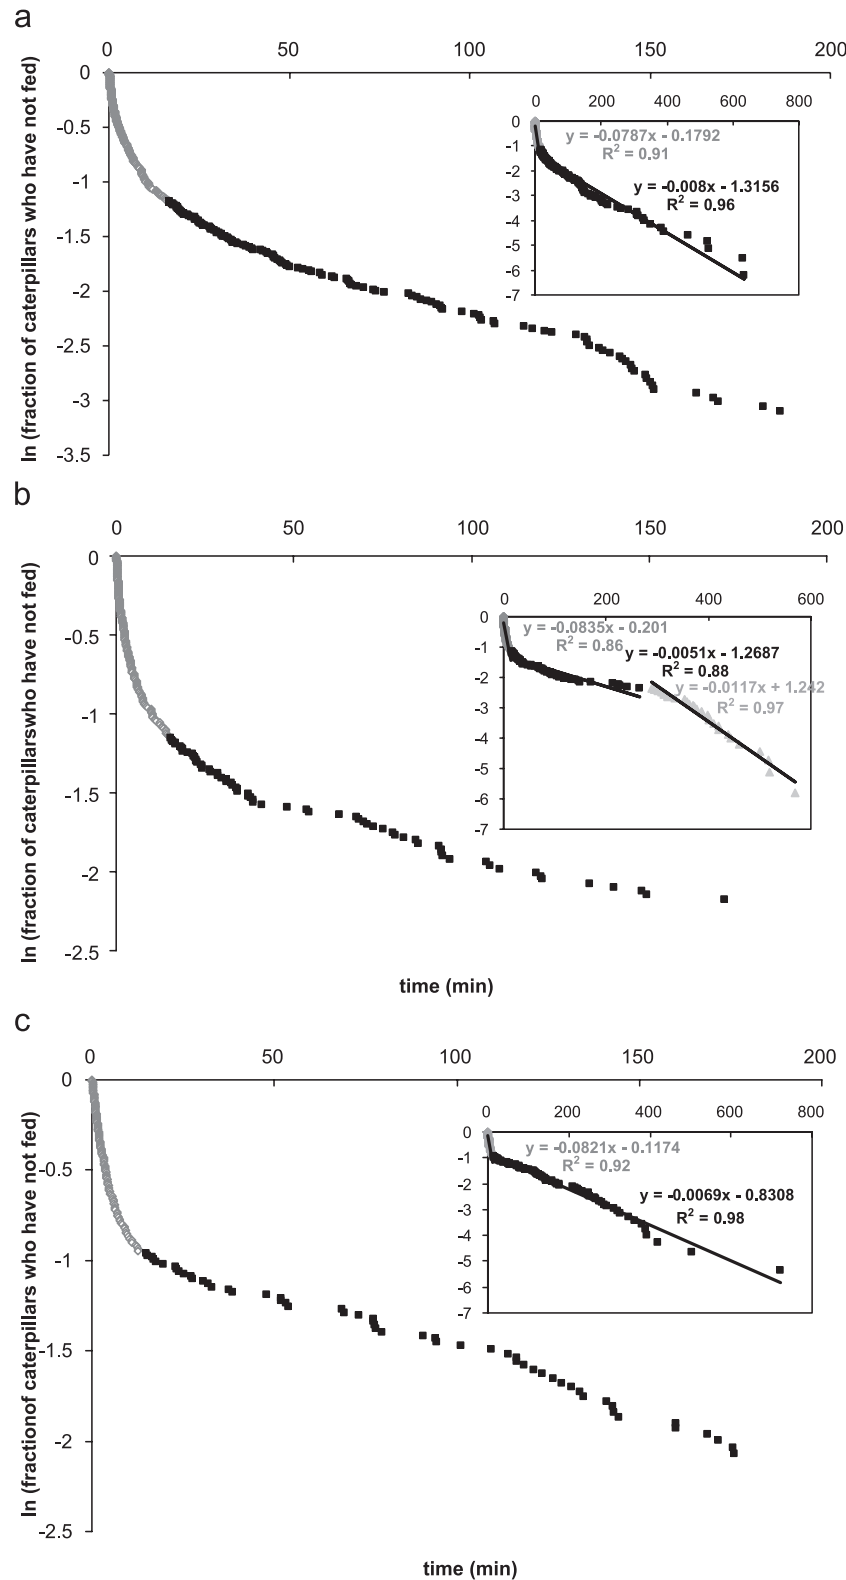 a
0 50 100 150 200
0
-0.5
-1
-1.5
-2
-2.5
-3
-3.5
ln (fraction of caterpillars who have not fed)
0 200 400 600 800
0
-1
-2
-3
-4
-5
-6
-7
y = -0.0787x - 0.1792
R2 = 0.91
y = -0.008x - 1.3156
R2 = 0.96
b
0 50 100 150 200
0
-0.5
-1
-1.5
-2
-2.5
ln (fraction of caterpillarswho have not fed)
0 200 400 600
0
-1
-2
-3
-4
-5
-6
-7
y = -0.0835x - 0.201
R2 = 0.86
y = -0.0051x - 1.2687
R2 = 0.88
y = -0.0117x + 1.242
R2 = 0.97
time (min)
c
0 50 100 150 200
0
-0.5
-1
-1.5
-2
-2.5
ln (fractionof caterpillars who have not fed)
0 200 400 600 800
0
-1
-2
-3
-4
-5
-6
-7
y = -0.0821x - 0.1174
R2 = 0.92
y = -0.0069x - 0.8308
R2 = 0.98
time (min)